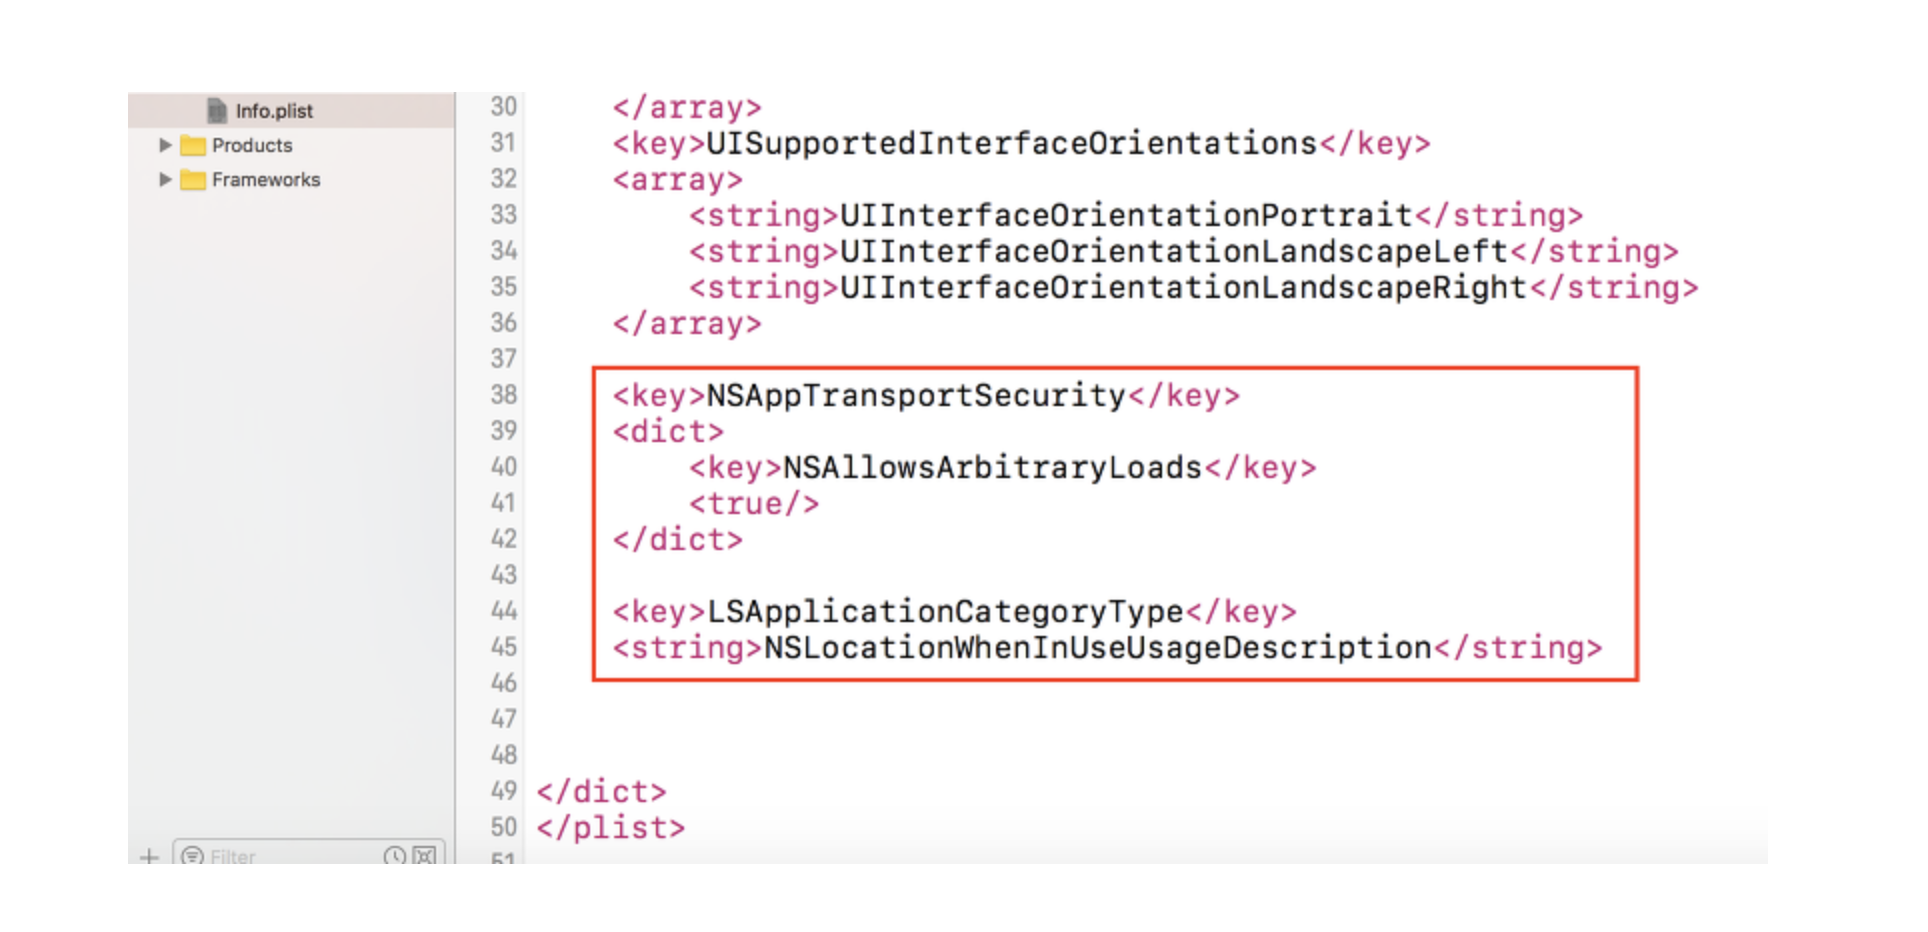 Info.plist
Products
Frameworks
Filter
30 </array>
31 <key>UISupportedInterfaceOrientations</key>
32 <array>
33 <string>UIInterfaceOrientationPortrait</string>
34 <string>UIInterfaceOrientationLandscapeLeft</string>
35 <string>UIInterfaceOrientationLandscapeRight</string>
36 </array>
37
38 <key>NSAppTransportSecurity</key>
39 <dict>
40 <key>NSAllowsArbitraryLoads</key>
41 <true/>
42 </dict>
43
44 <key>LSApplicationCategoryType</key>
45 <string>NSLocationWhenInUseUsageDescription</string>
46
47
48
49 </dict>
50 </plist>
51